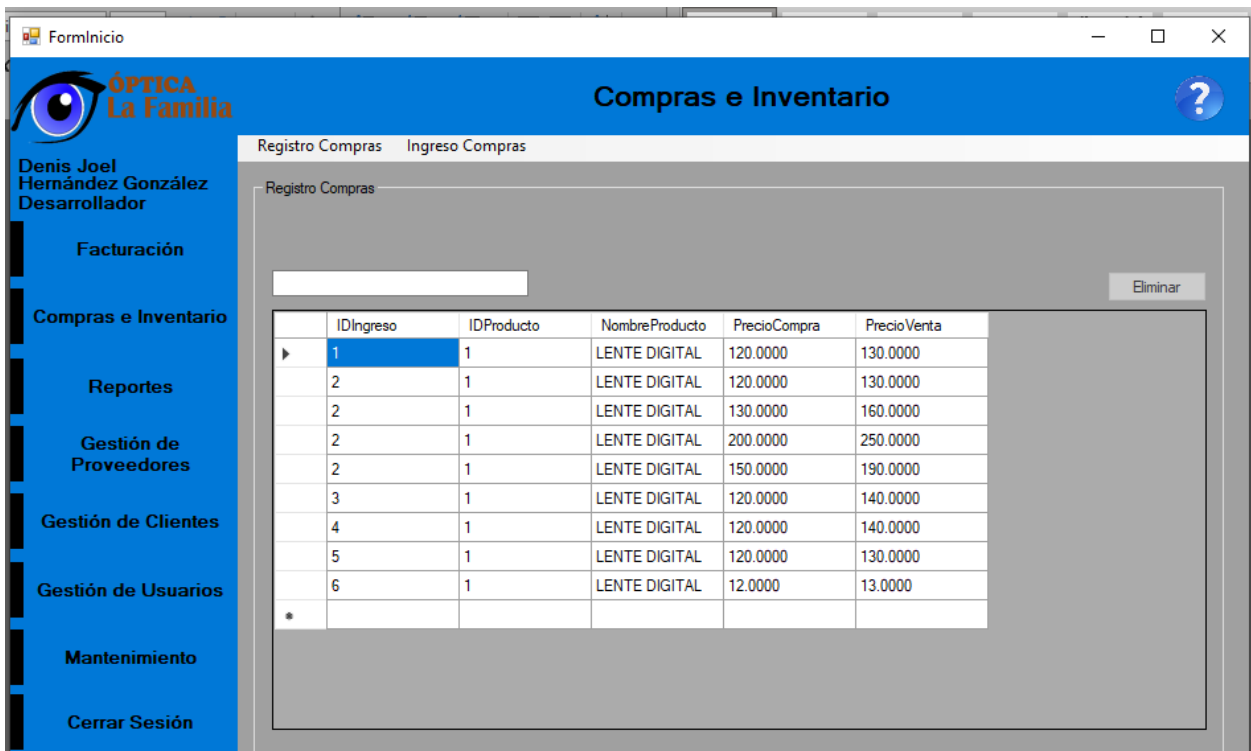 FormInicio
ÓPTICA
La Familia
Compras e Inventario
?
Registro Compras Ingreso Compras
Denis Joel
Hernández González
Desarrollador
Facturación
Compras e Inventario
Reportes
Gestión de
Proveedores
Gestión de Clientes
Gestión de Usuarios
Mantenimiento
Cerrar Sesión
Registro Compras
Eliminar
IDIngreso IDProducto NombreProducto PrecioCompra PrecioVenta
1 1 LENTE DIGITAL 120.0000 130.0000
2 1 LENTE DIGITAL 120.0000 130.0000
2 1 LENTE DIGITAL 130.0000 160.0000
2 1 LENTE DIGITAL 200.0000 250.0000
2 1 LENTE DIGITAL 150.0000 190.0000
3 1 LENTE DIGITAL 120.0000 140.0000
4 1 LENTE DIGITAL 120.0000 140.0000
5 1 LENTE DIGITAL 120.0000 130.0000
6 1 LENTE DIGITAL 12.0000 13.0000